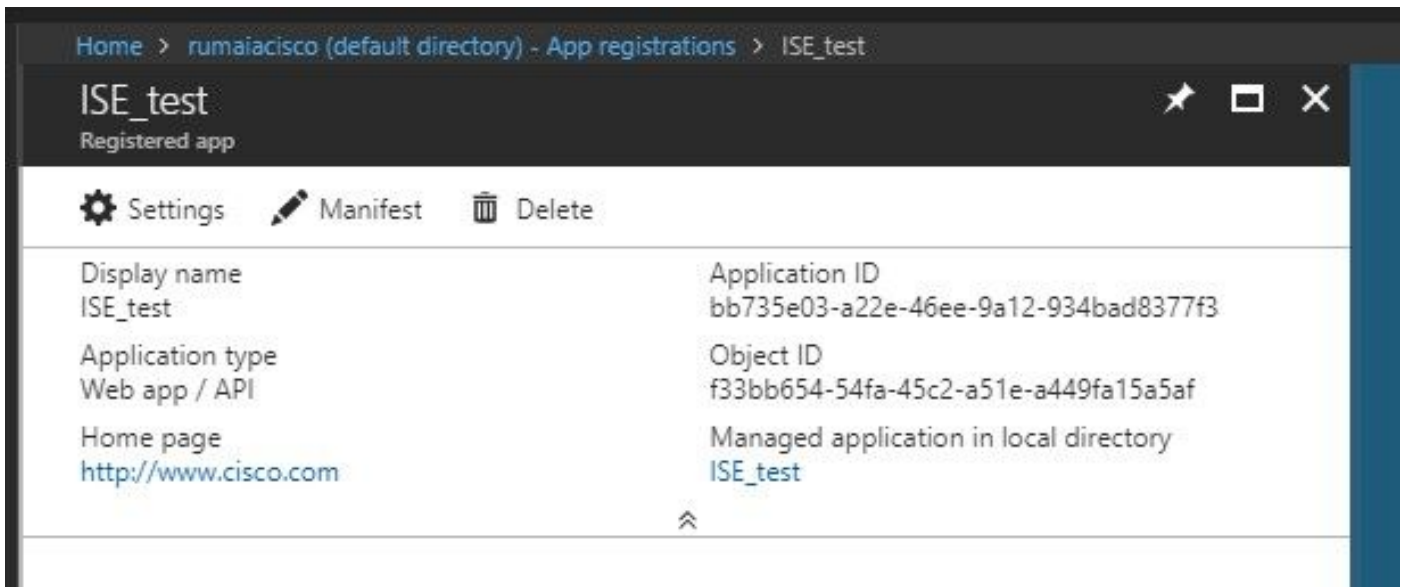 Home > rumaiacisco (default directory) - App registrations > ISE_test
ISE_test
Registered app
Settings Manifest Delete
Display name
ISE_test
Application ID
bb735e03-a22e-46ee-9a12-934bad8377f3
Application type
Web app / API
Object ID
f33bb654-54fa-45c2-a51e-a449fa15a5af
Home page
http://www.cisco.com
Managed application in local directory
ISE_test